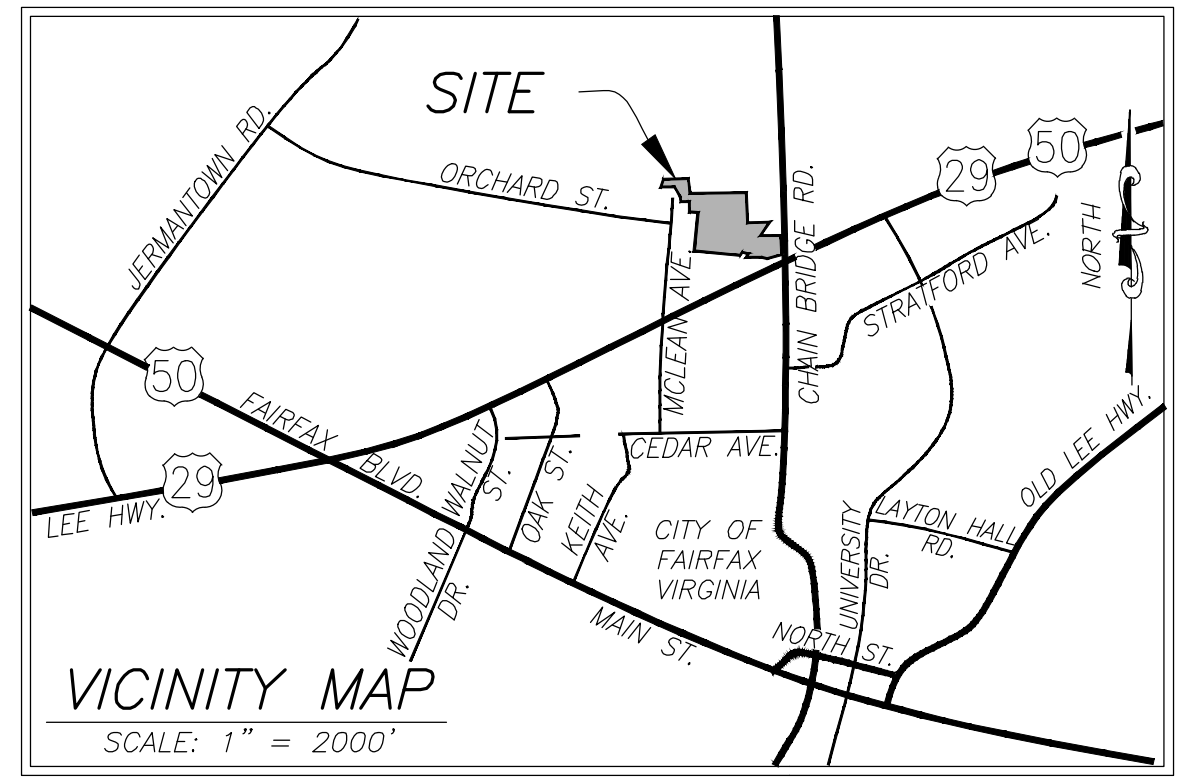 SITE
JERMANTOWN RD.
ORCHARD ST.
MCLEAN AVE.
CHAIN BRIDGE RD.
29
50
NORTH
STRATFORD AVE.
50
FAIRFAX BLVD.
29
LEE HWY.
WALNUT ST.
OAK ST.
KEITH AVE.
CEDAR AVE.
OLD LEE HWY.
LAYTON HALL RD.
UNIVERSITY DR.
CITY OF
FAIRFAX
VIRGINIA
WOODLAND DR.
MAIN ST.
NORTH ST.
VICINITY MAP
SCALE: 1" = 2000'